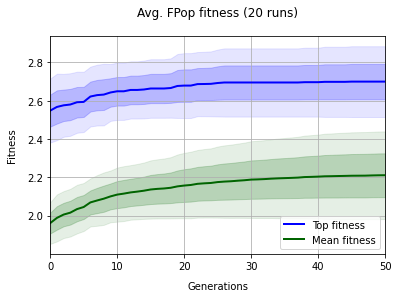 Avg. FPop fitness (20 runs)
2.8
2.6
2.4
2.2
2.0
Fitness
0 10 20 30 40 50
Generations
Top fitness
Mean fitness